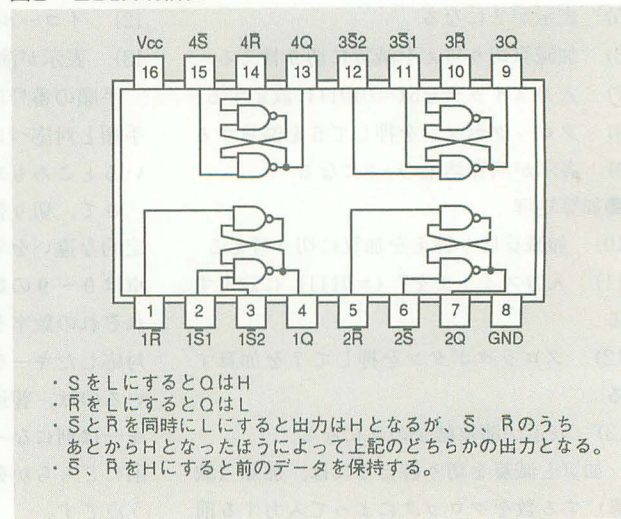 Vcc 4S̅ 4R̅ 4Q 3S̅2 3S̅1 3R̅ 3Q
16 15 14 13 12 11 10 9
1 2 3 4 5 6 7 8
1R̅ 1S1 1S̅2 1Q 2R̅ 2S̅ 2Q GND
・S̅をLにするとQはH
・R̅をLにするとQはL
・S̅とR̅を同時にLにすると出力はHとなるが、S̅、R̅のうち
あとからHとなったほうによって上記のどちらかの出力となる。
・S̅、R̅をHにすると前のデータを保持する。